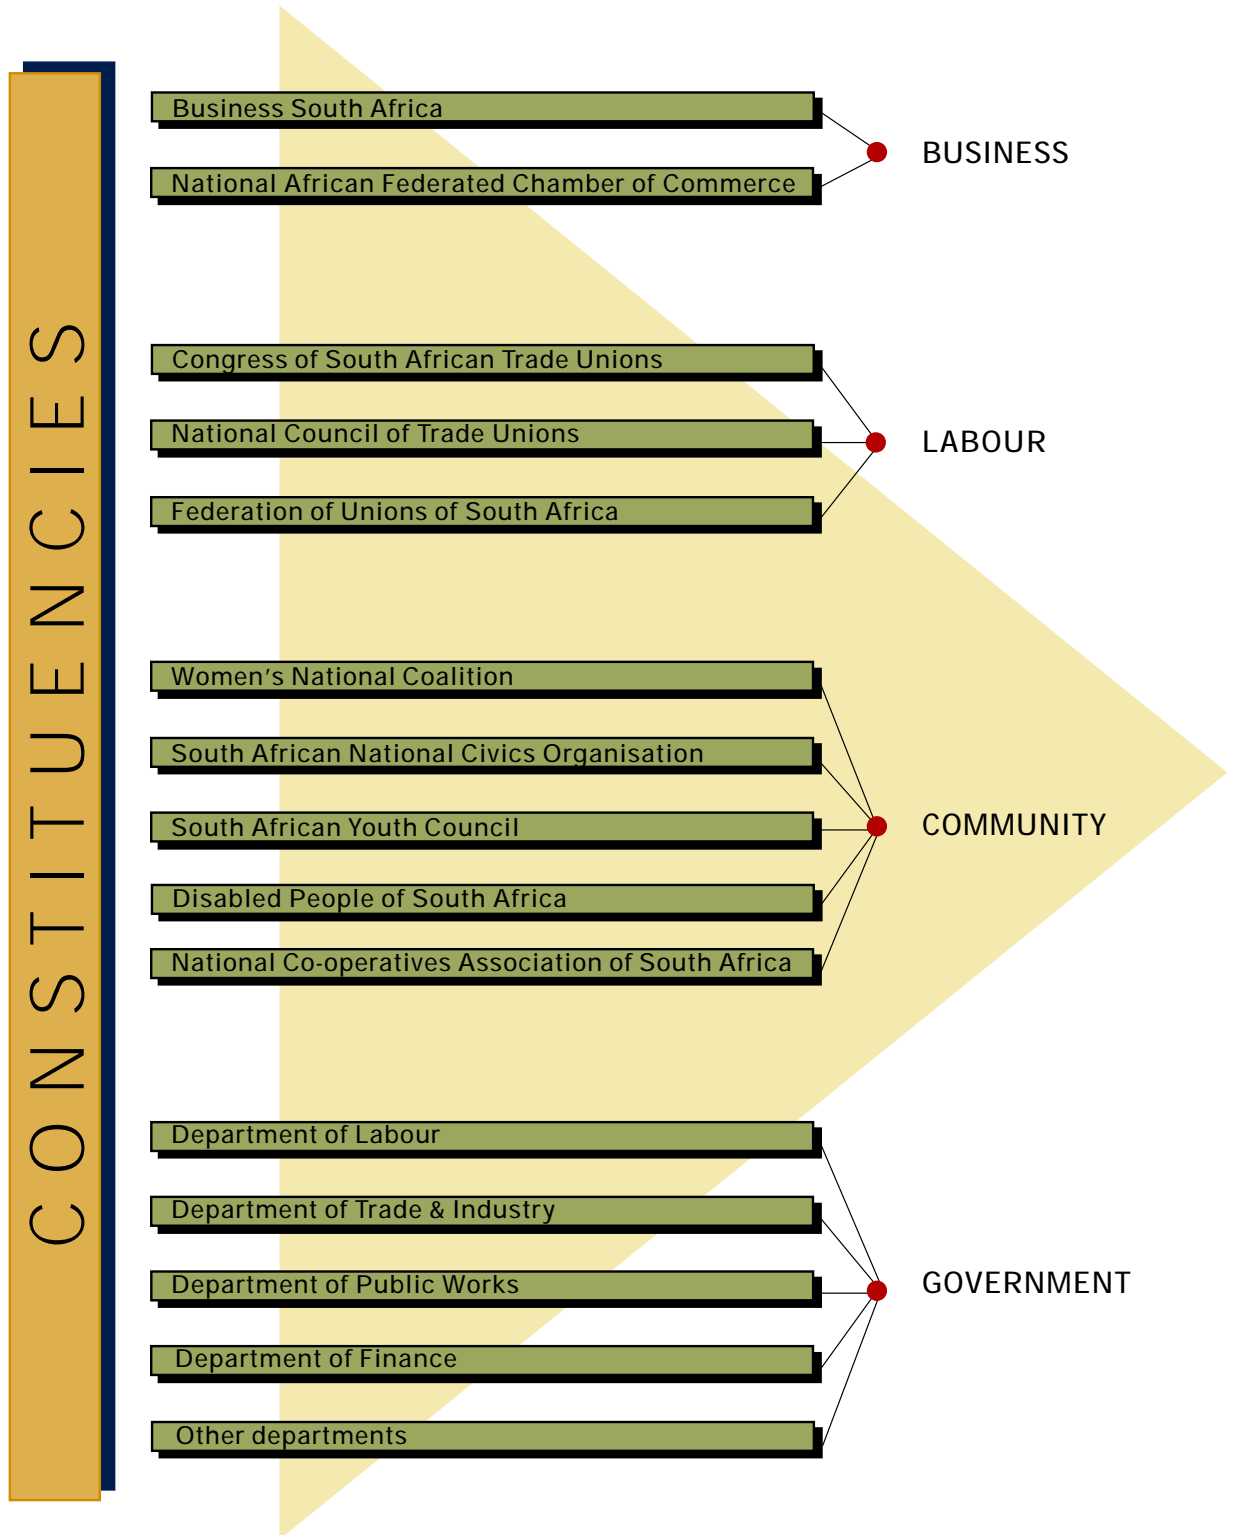 CONSTITUENCIES
Business South Africa
National African Federated Chamber of Commerce
BUSINESS
Congress of South African Trade Unions
National Council of Trade Unions
Federation of Unions of South Africa
LABOUR
Women's National Coalition
South African National Civics Organisation
South African Youth Council
Disabled People of South Africa
National Co-operatives Association of South Africa
COMMUNITY
Department of Labour
Department of Trade & Industry
Department of Public Works
Department of Finance
Other departments
GOVERNMENT